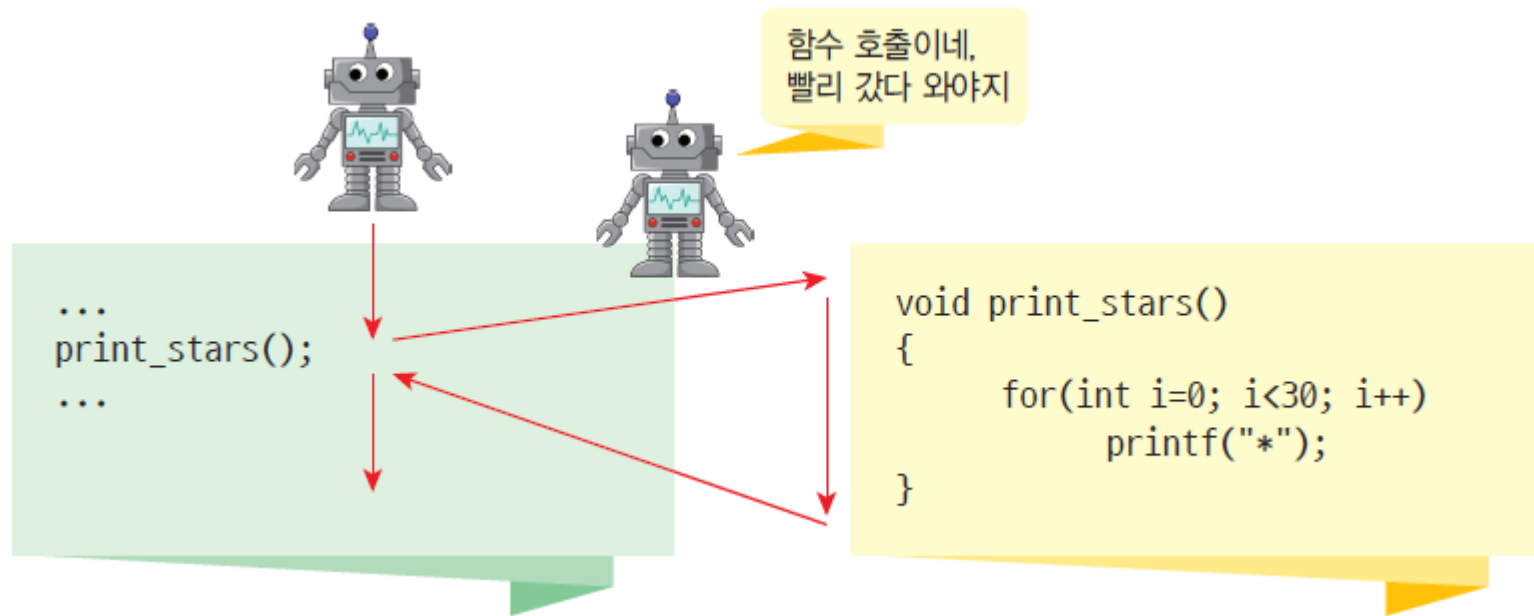 함수 호출이네,
빨리 갔다 와야지
...
print_stars();
...
void print_stars()
{
for(int i=0; i<30; i++)
printf("*");
}